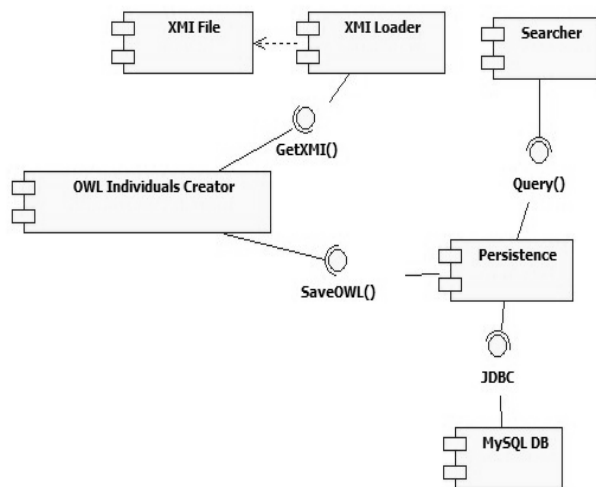 XMI File
XMI Loader
Searcher
GetXMI()
OWL Individuals Creator
Query()
Persistence
SaveOWL()
JDBC
MySQL DB